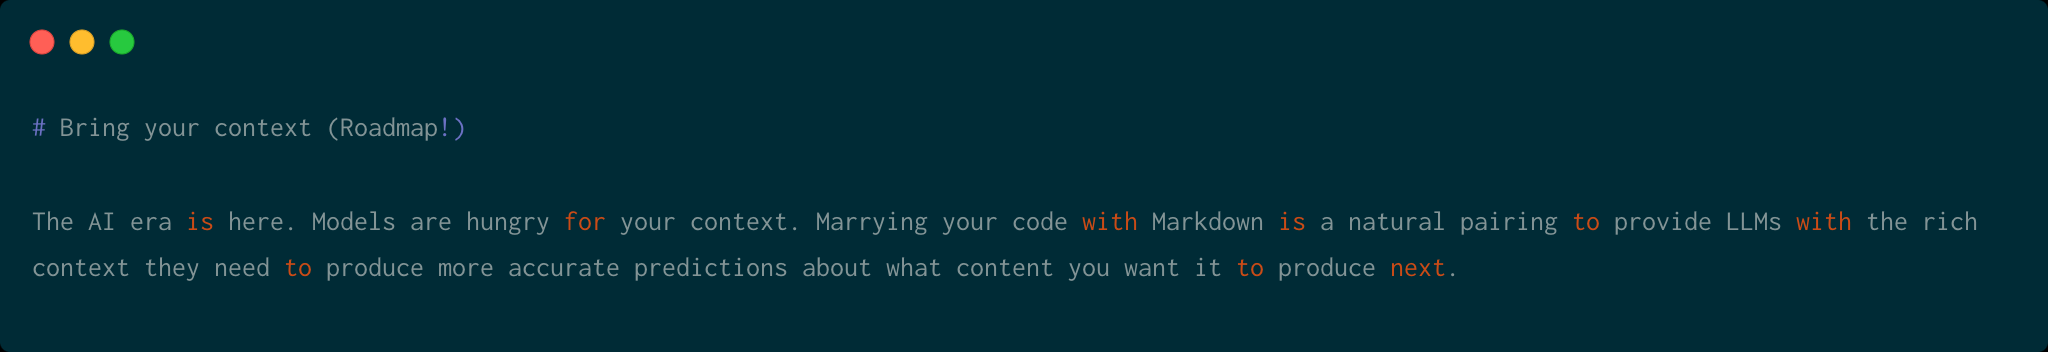 # Bring your context (Roadmap!)
The AI era is here. Models are hungry for your context. Marrying your code with Markdown is a natural pairing to provide LLMs with the rich
context they need to produce more accurate predictions about what content you want it to produce next.